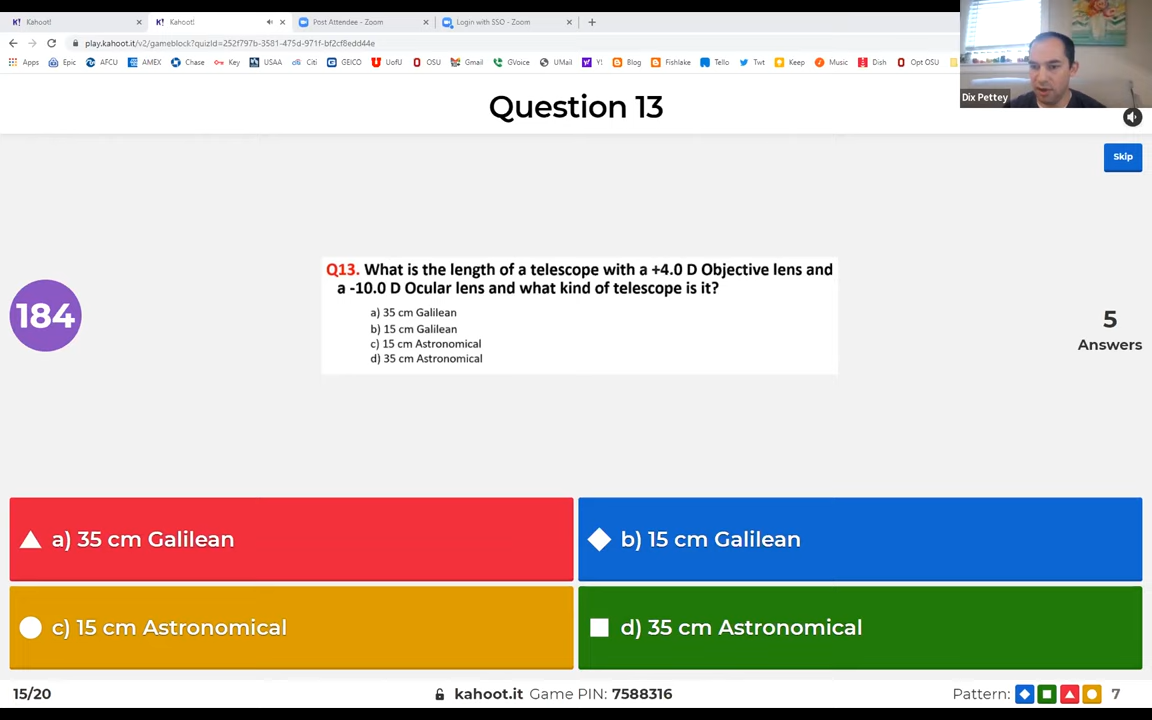 Kahoot!
Kahoot!
Post Attendee - Zoom
Login with SSO - Zoom
play.kahoot.it/v2/gameblock?quizId=252f797b-3581-475d-971f-bf2cf8edd44e
Apps Epic AFCU AMEX Chase Key USAA Citi GEICO UofU OSU Gmail GVoice UMail Y! Blog Fishlake Tello Twt Keep Music Dish Opt OSU
Dix Pettey
Question 13
Skip
Q13. What is the length of a telescope with a +4.0 D Objective lens and
a -10.0 D Ocular lens and what kind of telescope is it?
a) 35 cm Galilean
b) 15 cm Galilean
c) 15 cm Astronomical
d) 35 cm Astronomical
184
5
Answers
a) 35 cm Galilean
b) 15 cm Galilean
c) 15 cm Astronomical
d) 35 cm Astronomical
15/20
kahoot.it Game PIN: 7588316
Pattern: 7